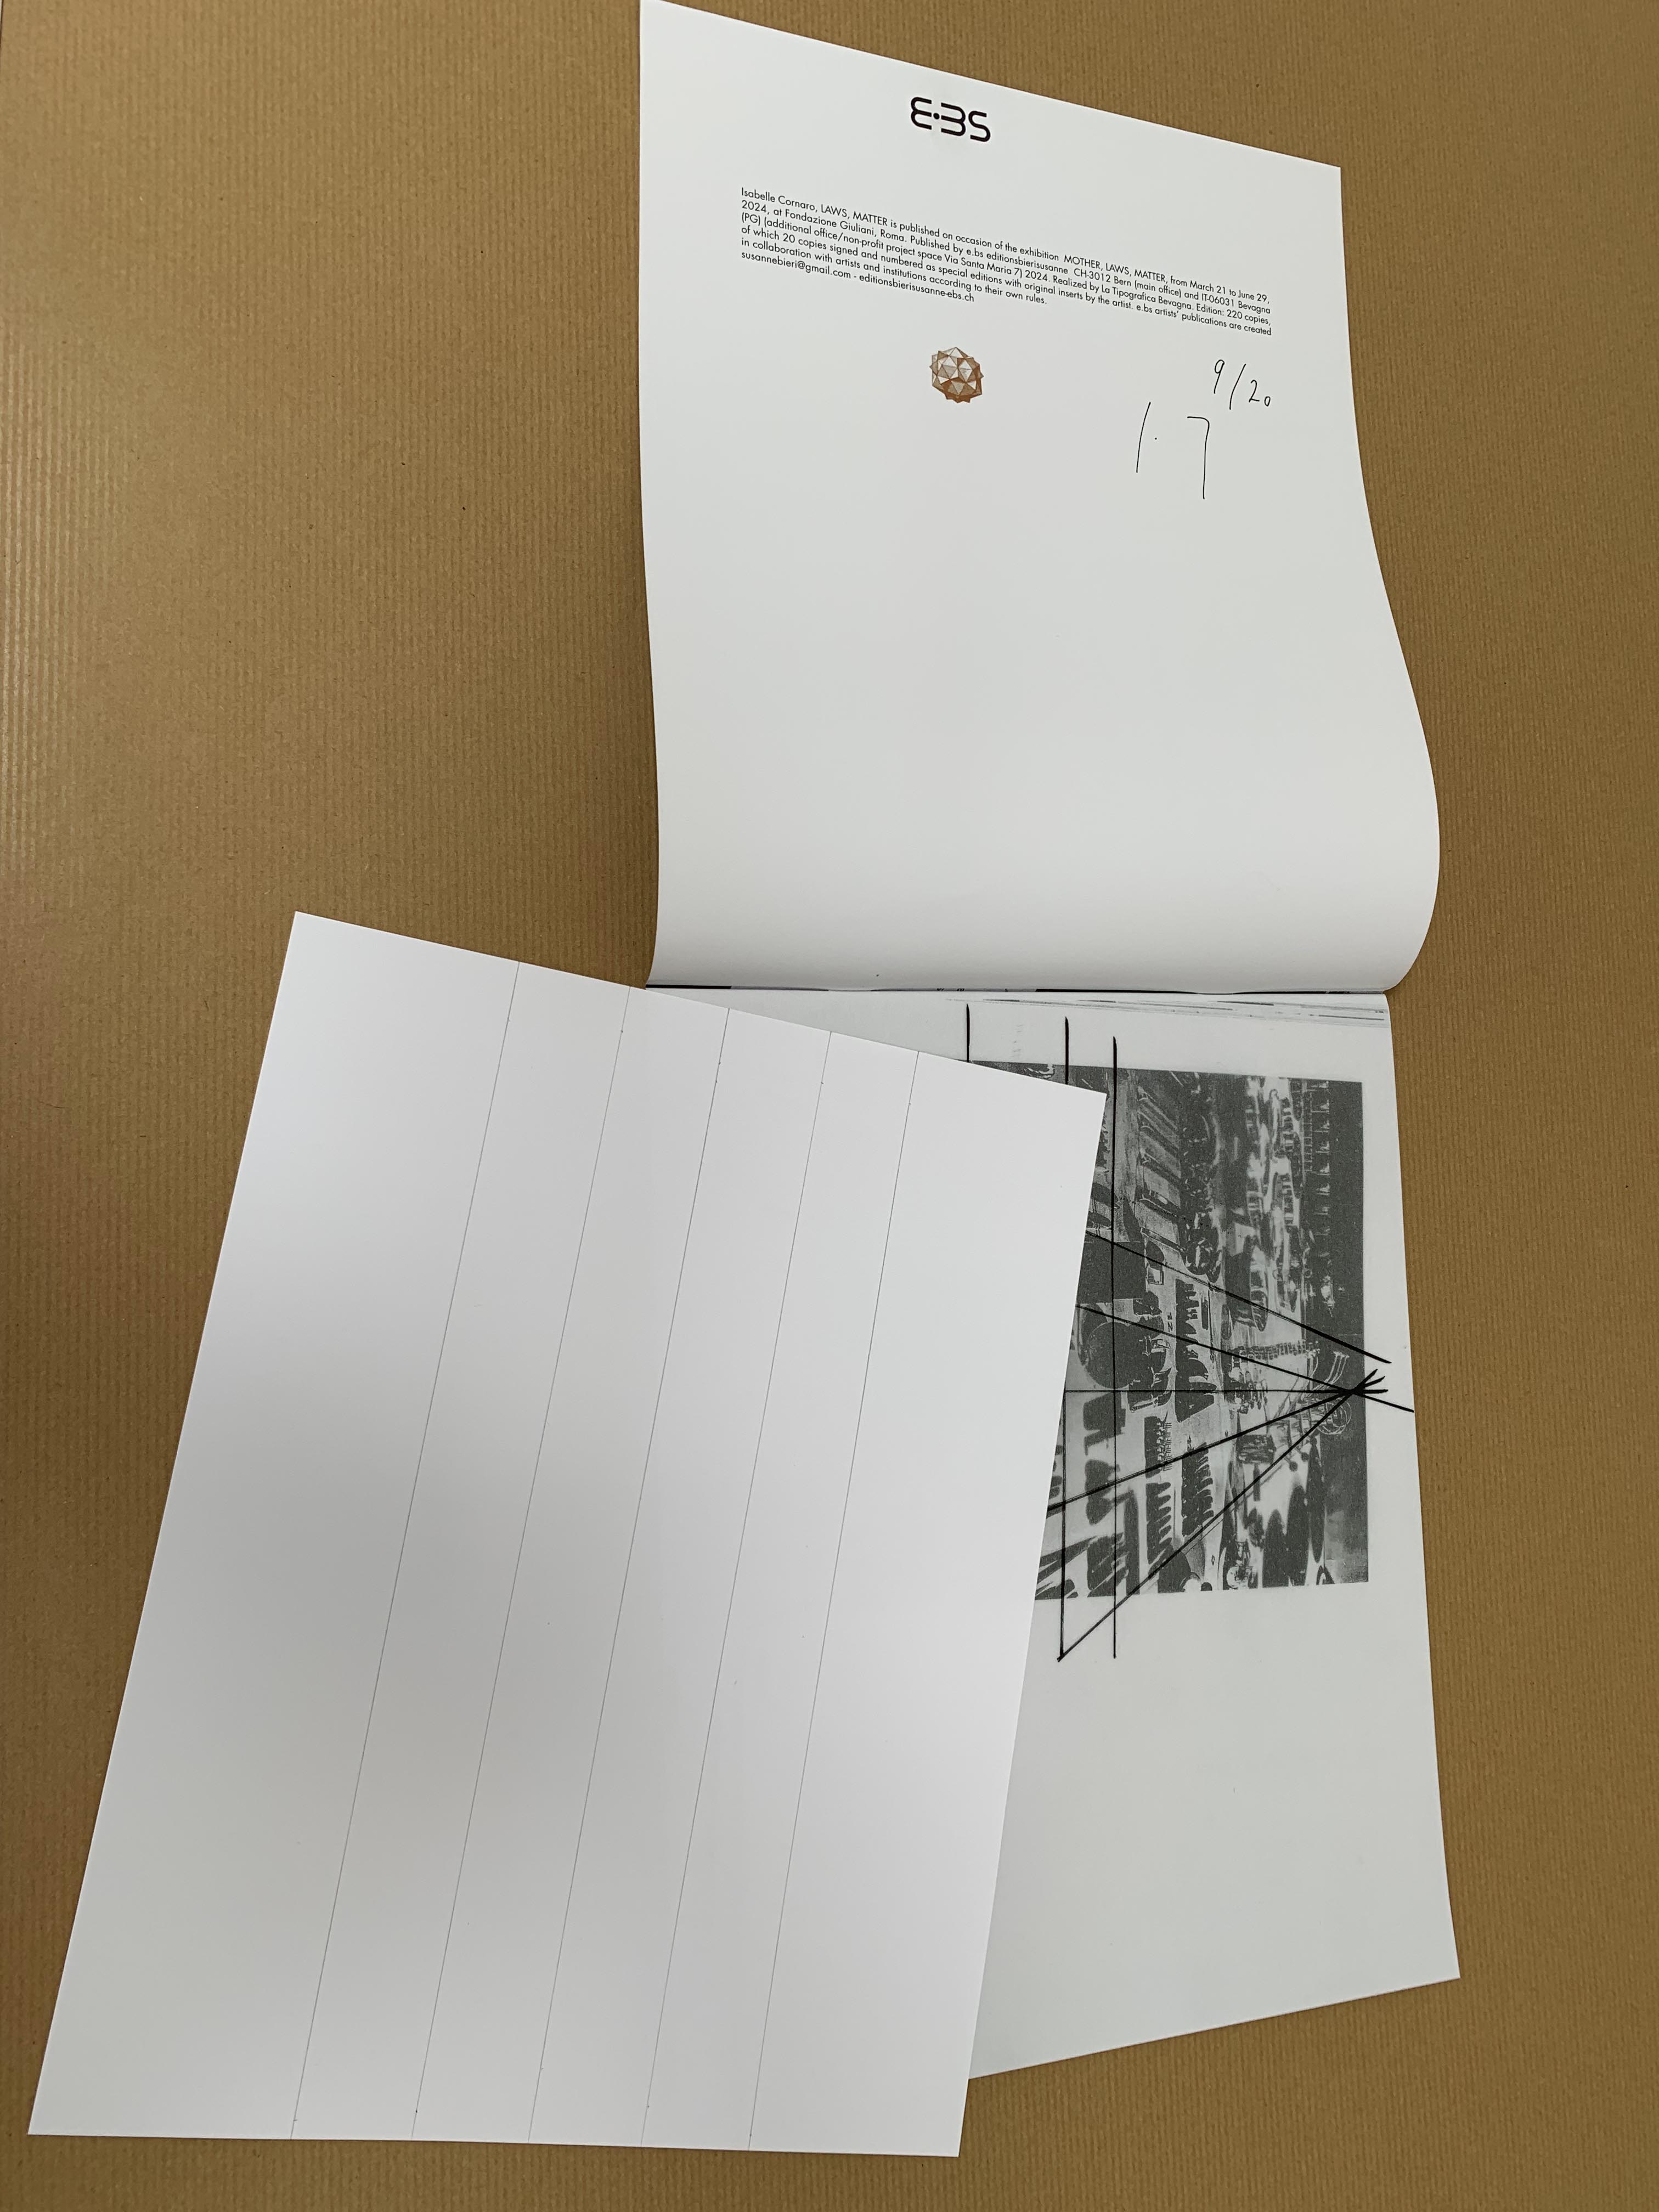 E·BS
Isabelle Cornaro, LAWS, MATTER is published on occasion of the exhibition MOTHER, LAWS, MATTER, from March 21 to June 29,
2024, at Fondazione Giuliani, Roma. Published by e.bs editionsbierisusanne CH-3012 Bern (main office) and IT-06031 Bevagna
(PG) (additional office/non-profit project space Via Santa Maria 7) 2024. Realized by La Tipografica Bevagna. Edition: 220 copies,
of which 20 copies signed and numbered as special editions with original inserts by the artist. e.bs artists' publications are created
in collaboration with artists and institutions according to their own rules.
susannebieri@gmail.com - editionsbierisusanne-ebs.ch
9/20